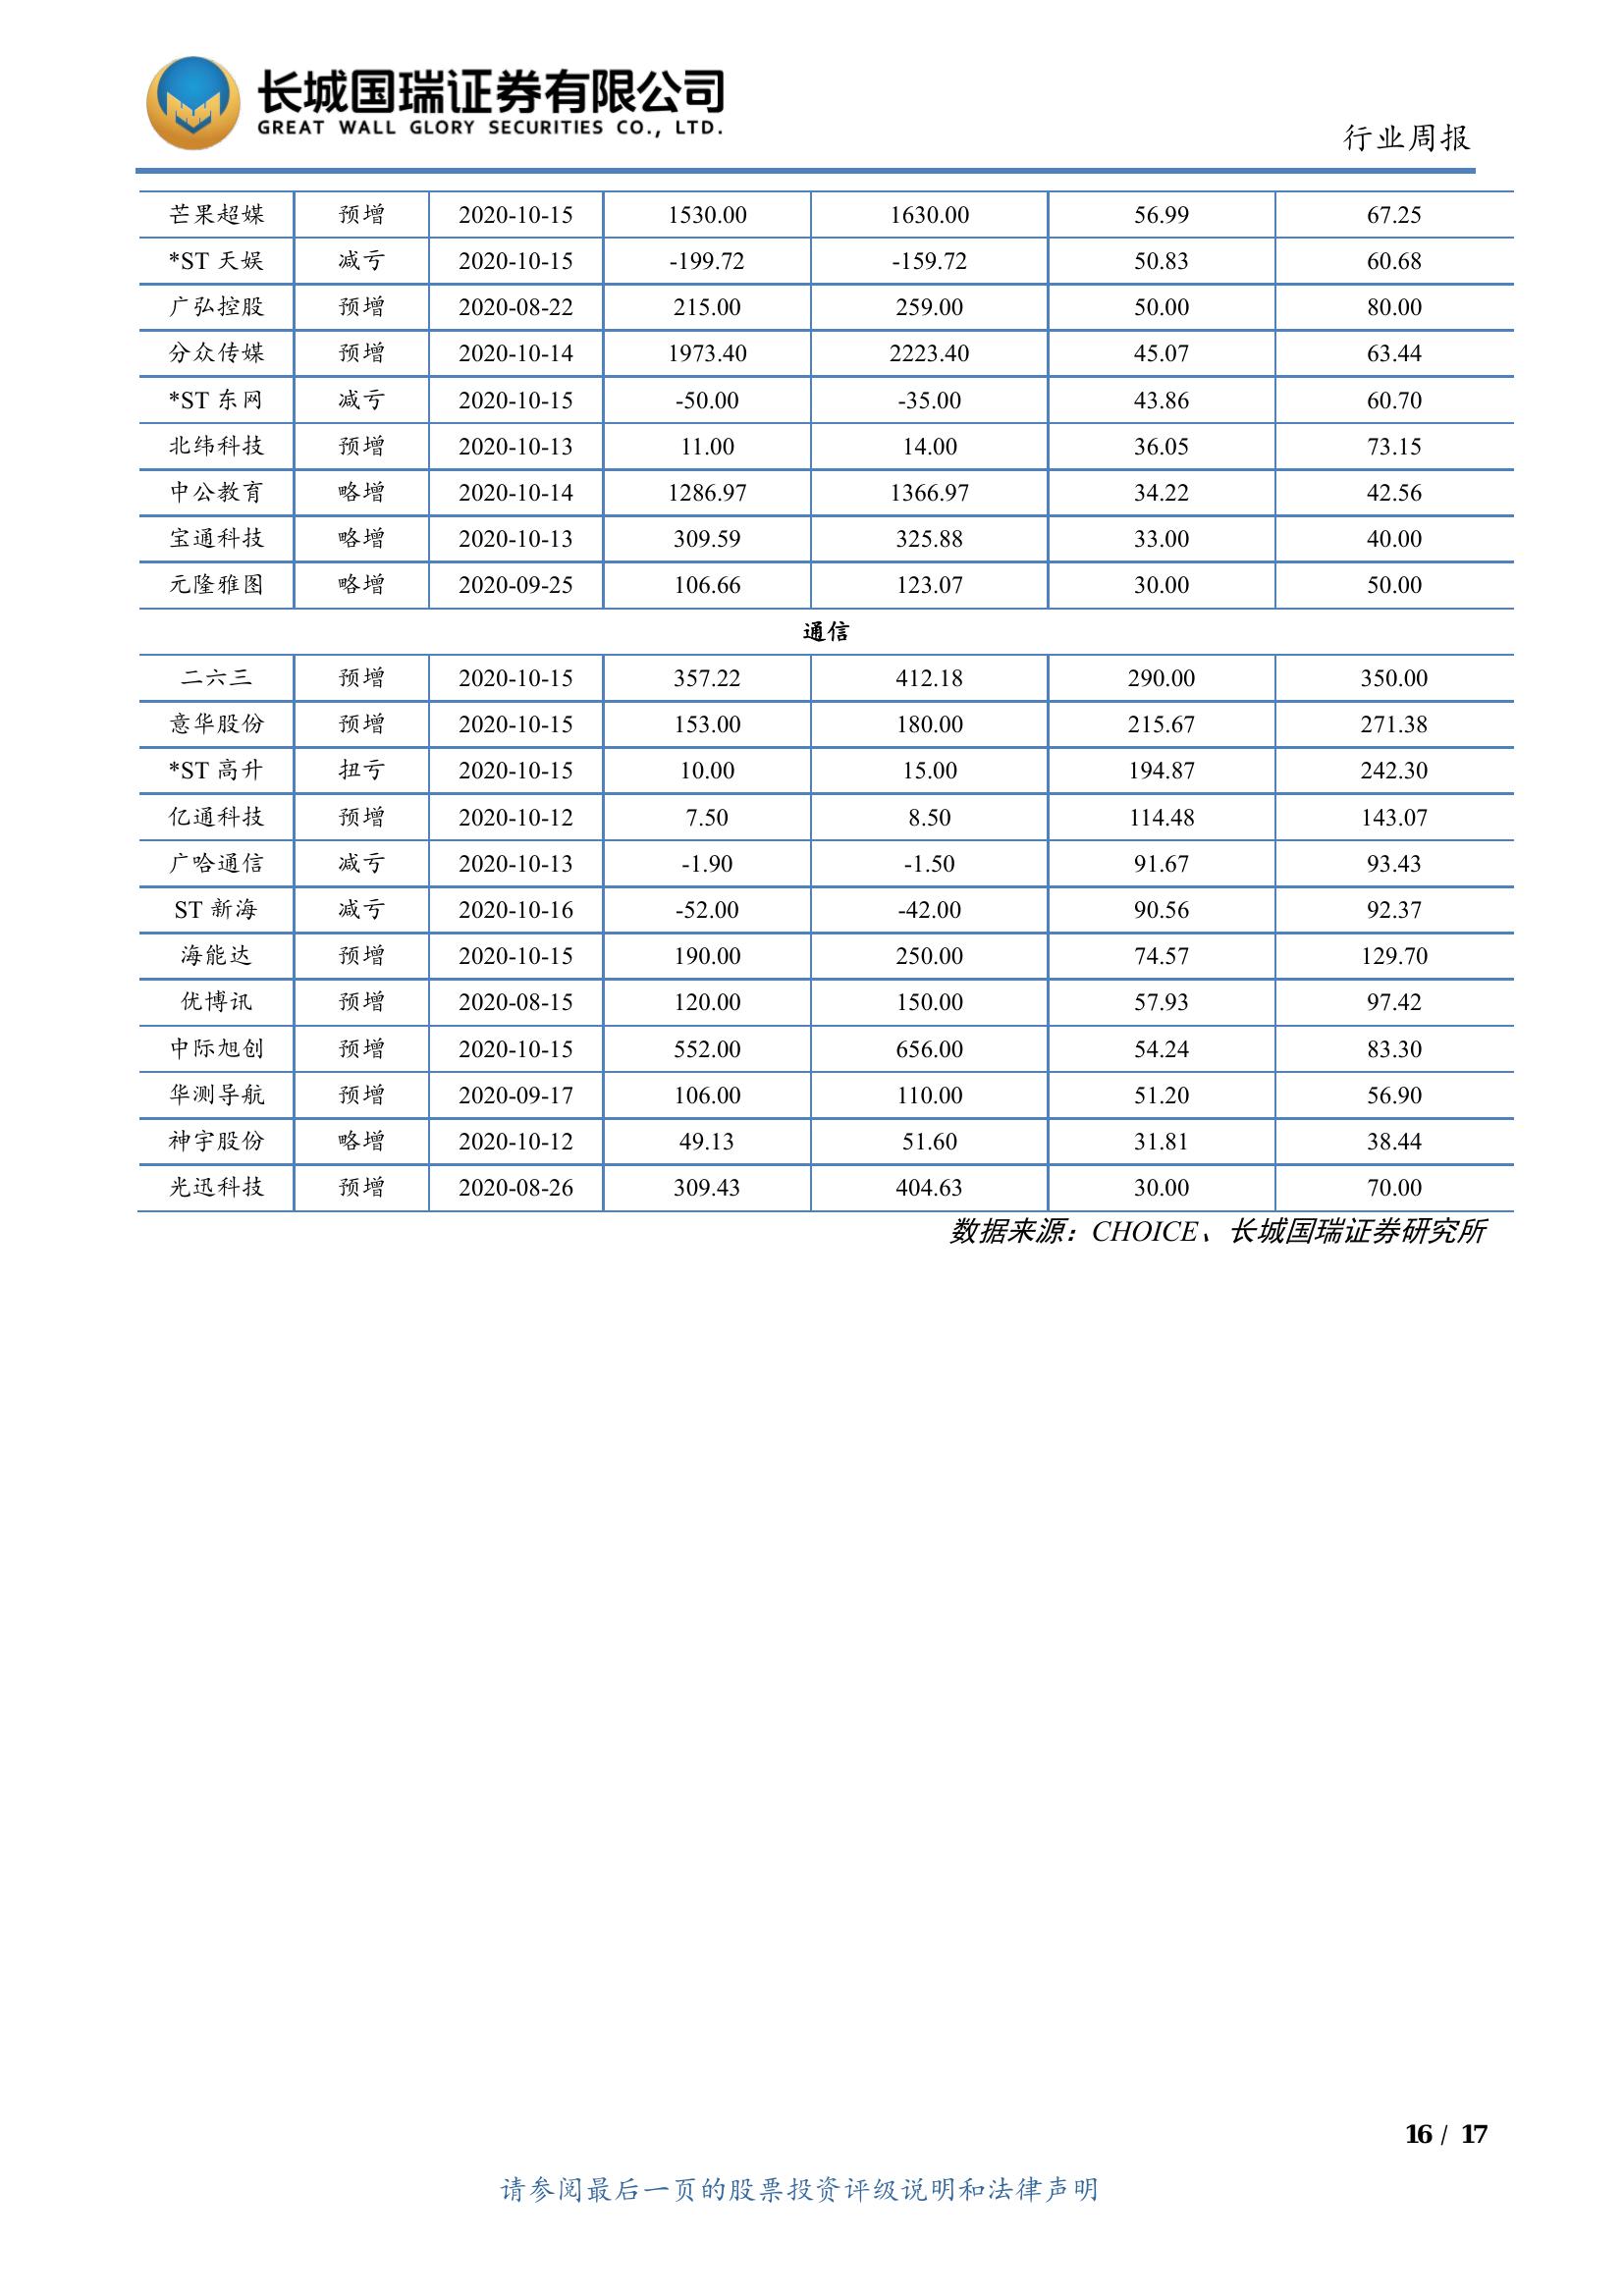 长城国瑞证券有限公司
GREAT WALL GLORY SECURITIES CO., LTD.
行业周报
芒果超媒 预增 2020-10-15 1530.00 1630.00 56.99 67.25
*ST 天娱 减亏 2020-10-15 -199.72 -159.72 50.83 60.68
广弘控股 预增 2020-08-22 215.00 259.00 50.00 80.00
分众传媒 预增 2020-10-14 1973.40 2223.40 45.07 63.44
*ST 东网 减亏 2020-10-15 -50.00 -35.00 43.86 60.70
北纬科技 预增 2020-10-13 11.00 14.00 36.05 73.15
中公教育 略增 2020-10-14 1286.97 1366.97 34.22 42.56
宝通科技 略增 2020-10-13 309.59 325.88 33.00 40.00
元隆雅图 略增 2020-09-25 106.66 123.07 30.00 50.00
通信
二六三 预增 2020-10-15 357.22 412.18 290.00 350.00
意华股份 预增 2020-10-15 153.00 180.00 215.67 271.38
*ST 高升 扭亏 2020-10-15 10.00 15.00 194.87 242.30
亿通科技 预增 2020-10-12 7.50 8.50 114.48 143.07
广哈通信 减亏 2020-10-13 -1.90 -1.50 91.67 93.43
ST 新海 减亏 2020-10-16 -52.00 -42.00 90.56 92.37
海能达 预增 2020-10-15 190.00 250.00 74.57 129.70
优博讯 预增 2020-08-15 120.00 150.00 57.93 97.42
中际旭创 预增 2020-10-15 552.00 656.00 54.24 83.30
华测导航 预增 2020-09-17 106.00 110.00 51.20 56.90
神宇股份 略增 2020-10-12 49.13 51.60 31.81 38.44
光迅科技 预增 2020-08-26 309.43 404.63 30.00 70.00
数据来源：CHOICE、长城国瑞证券研究所
16 / 17
请参阅最后一页的股票投资评级说明和法律声明